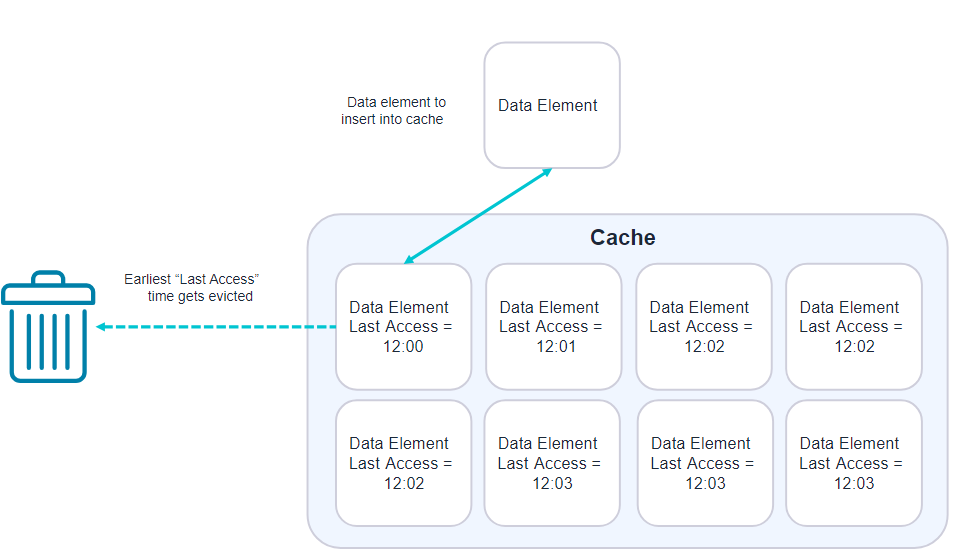 Data element to
insert into cache
Data Element
Cache
Earliest “Last Access”
time gets evicted
Data Element
Last Access =
12:00
Data Element
Last Access =
12:01
Data Element
Last Access =
12:02
Data Element
Last Access =
12:02
Data Element
Last Access =
12:02
Data Element
Last Access =
12:03
Data Element
Last Access =
12:03
Data Element
Last Access =
12:03